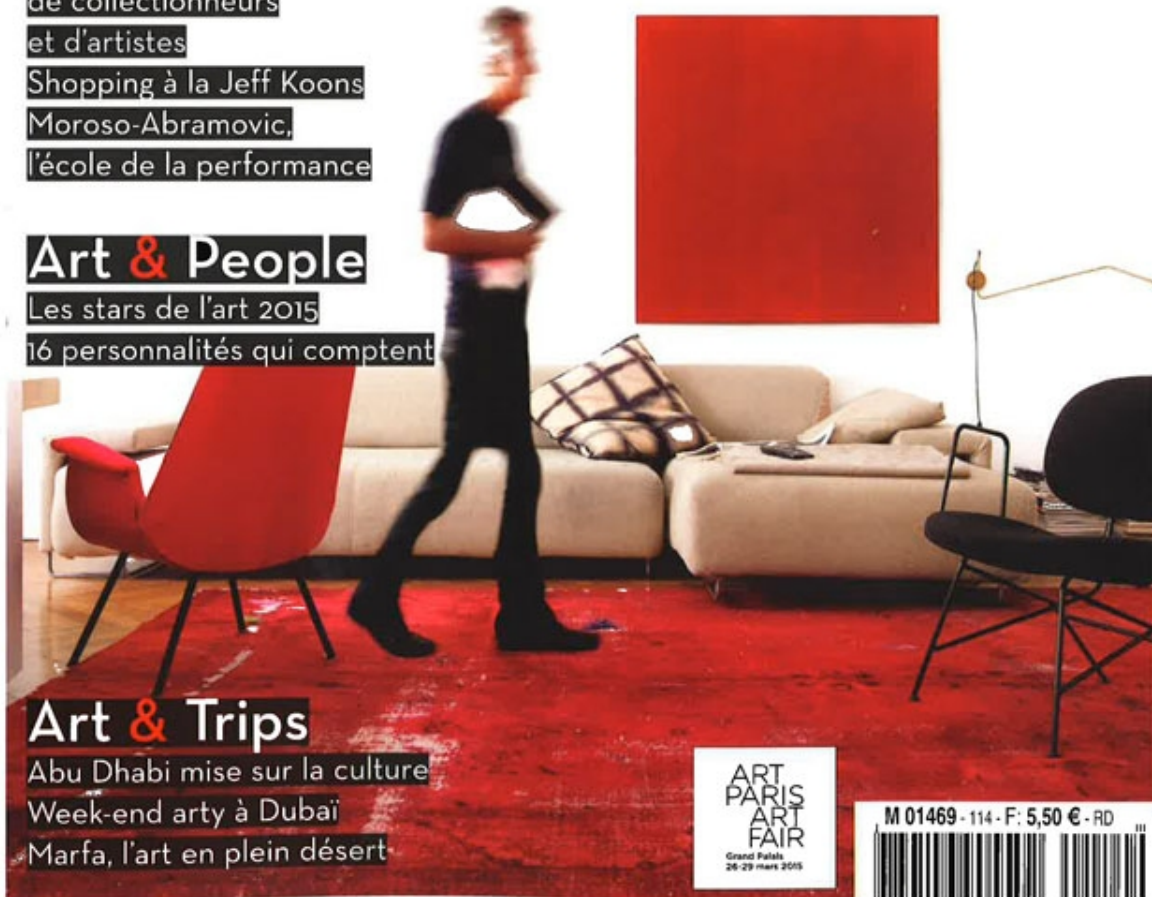 de collectionneurs
et d'artistes
Shopping à la Jeff Koons
Moroso-Abramovic,
l'école de la performance
Art & People
Les stars de l'art 2015
16 personnalités qui comptent
Art & Trips
Abu Dhabi mise sur la culture
Week-end arty à Dubaï
Marfa, l'art en plein désert
ART
PARIS
ART
FAIR
Grand Palais
26-29 mars 2015
M 01469 - 114 - F: 5,50 € - RD